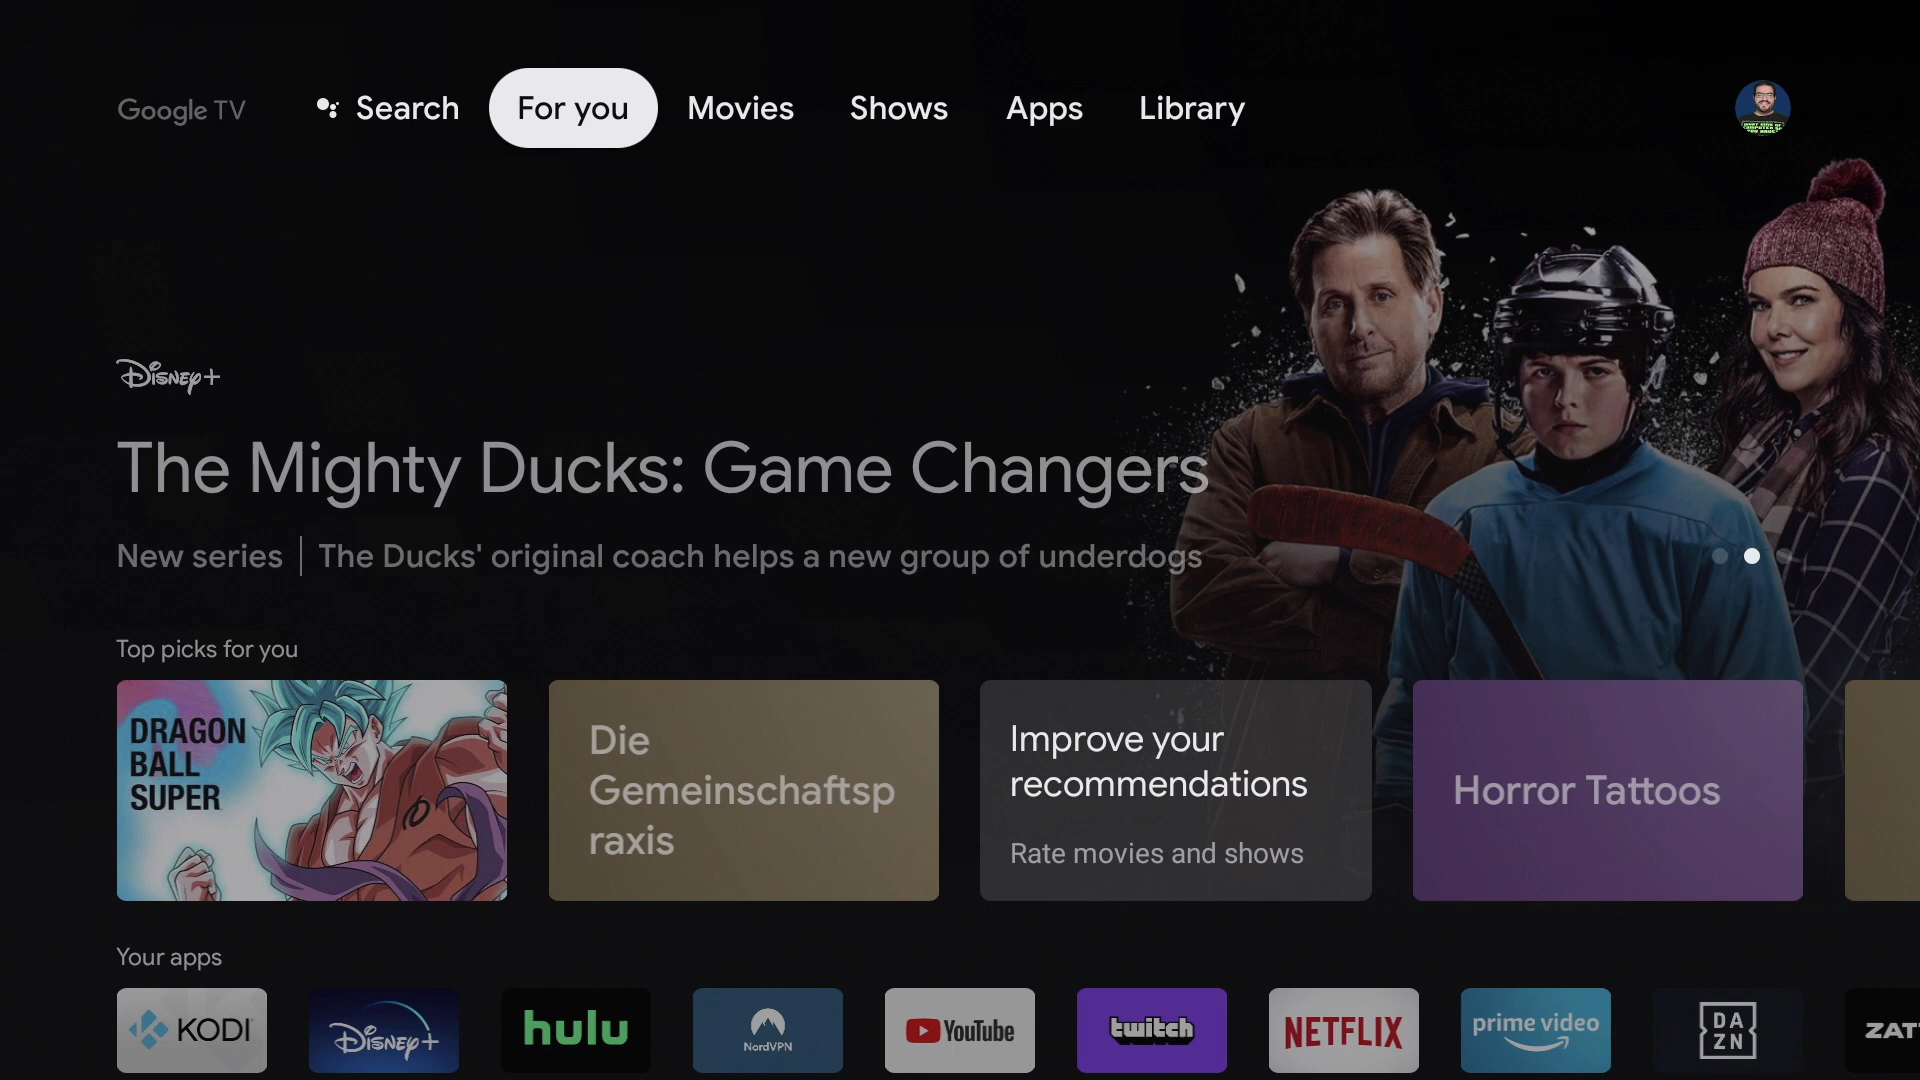 Google TV
Search
For you
Movies
Shows
Apps
Library
Disney+
The Mighty Ducks: Game Changers
New series | The Ducks' original coach helps a new group of underdogs
Top picks for you
DRAGON
BALL
SUPER
Die
Gemeinschaftsp
raxis
Improve your
recommendations
Rate movies and shows
Horror Tattoos
Your apps
KODI
Disney+
hulu
NordVPN
YouTube
twitch
NETFLIX
prime video
DA
ZN
ZAT